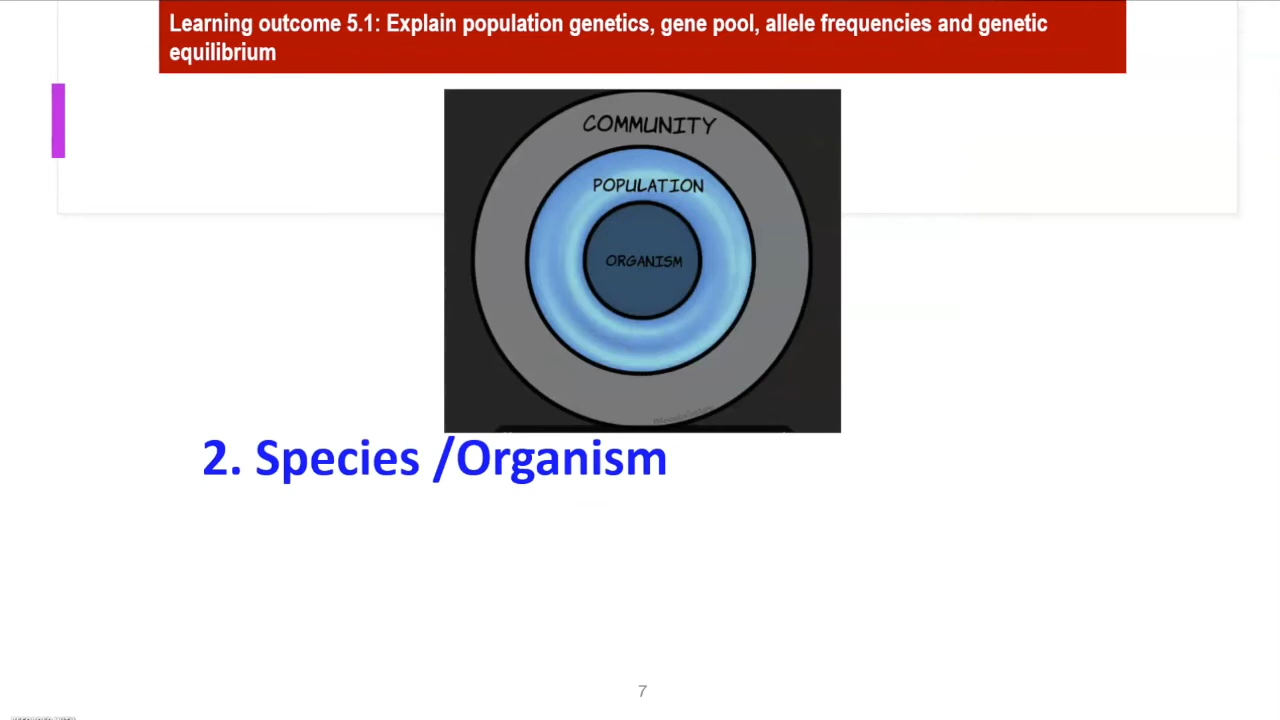 Learning outcome 5.1: Explain population genetics, gene pool, allele frequencies and genetic
equilibrium
COMMUNITY
POPULATION
ORGANISM
2. Species /Organism
7